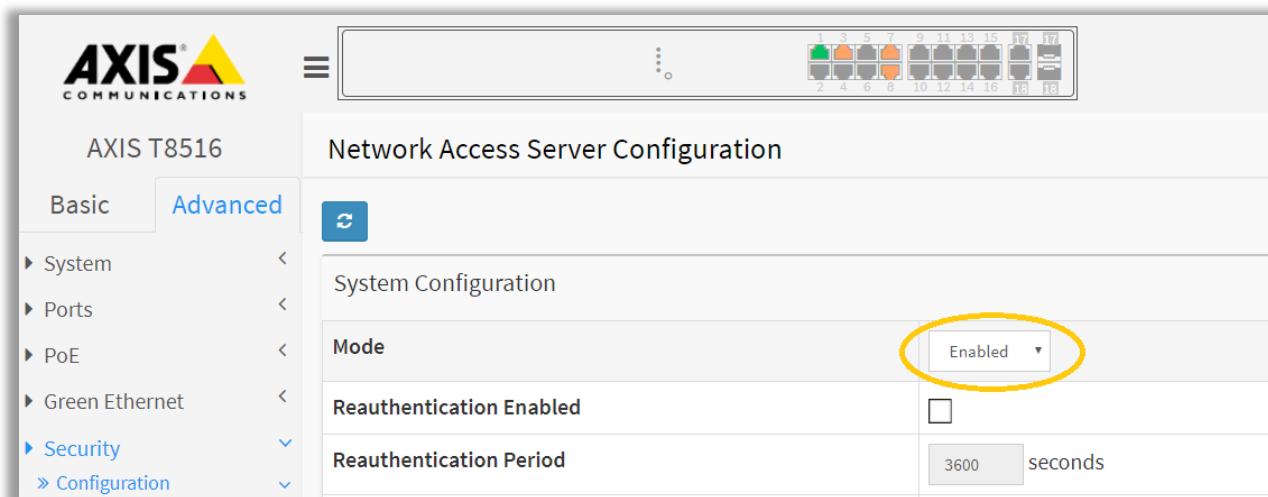 AXIS
COMMUNICATIONS
1 3 5 7 9 11 13 15 17 17
2 4 6 8 10 12 14 16 18 18
AXIS T8516
Network Access Server Configuration
Basic Advanced
System
Ports
PoE
Green Ethernet
Security
» Configuration
System Configuration
Mode Enabled
Reauthentication Enabled
Reauthentication Period 3600 seconds